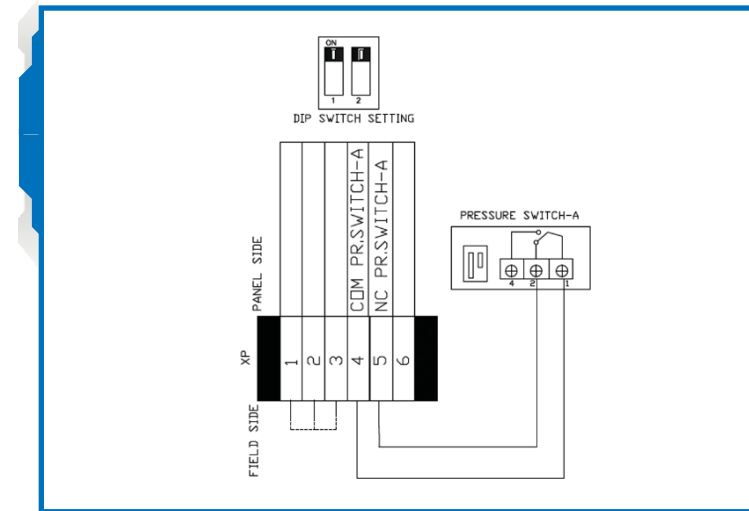 ON
1 2
DIP SWITCH SETTING
COM PR.SWITCH-A
NC PR.SWITCH-A
PRESSURE SWITCH-A
4 2 1
PANEL SIDE
XP
1 2 3 4 5 6
FIELD SIDE